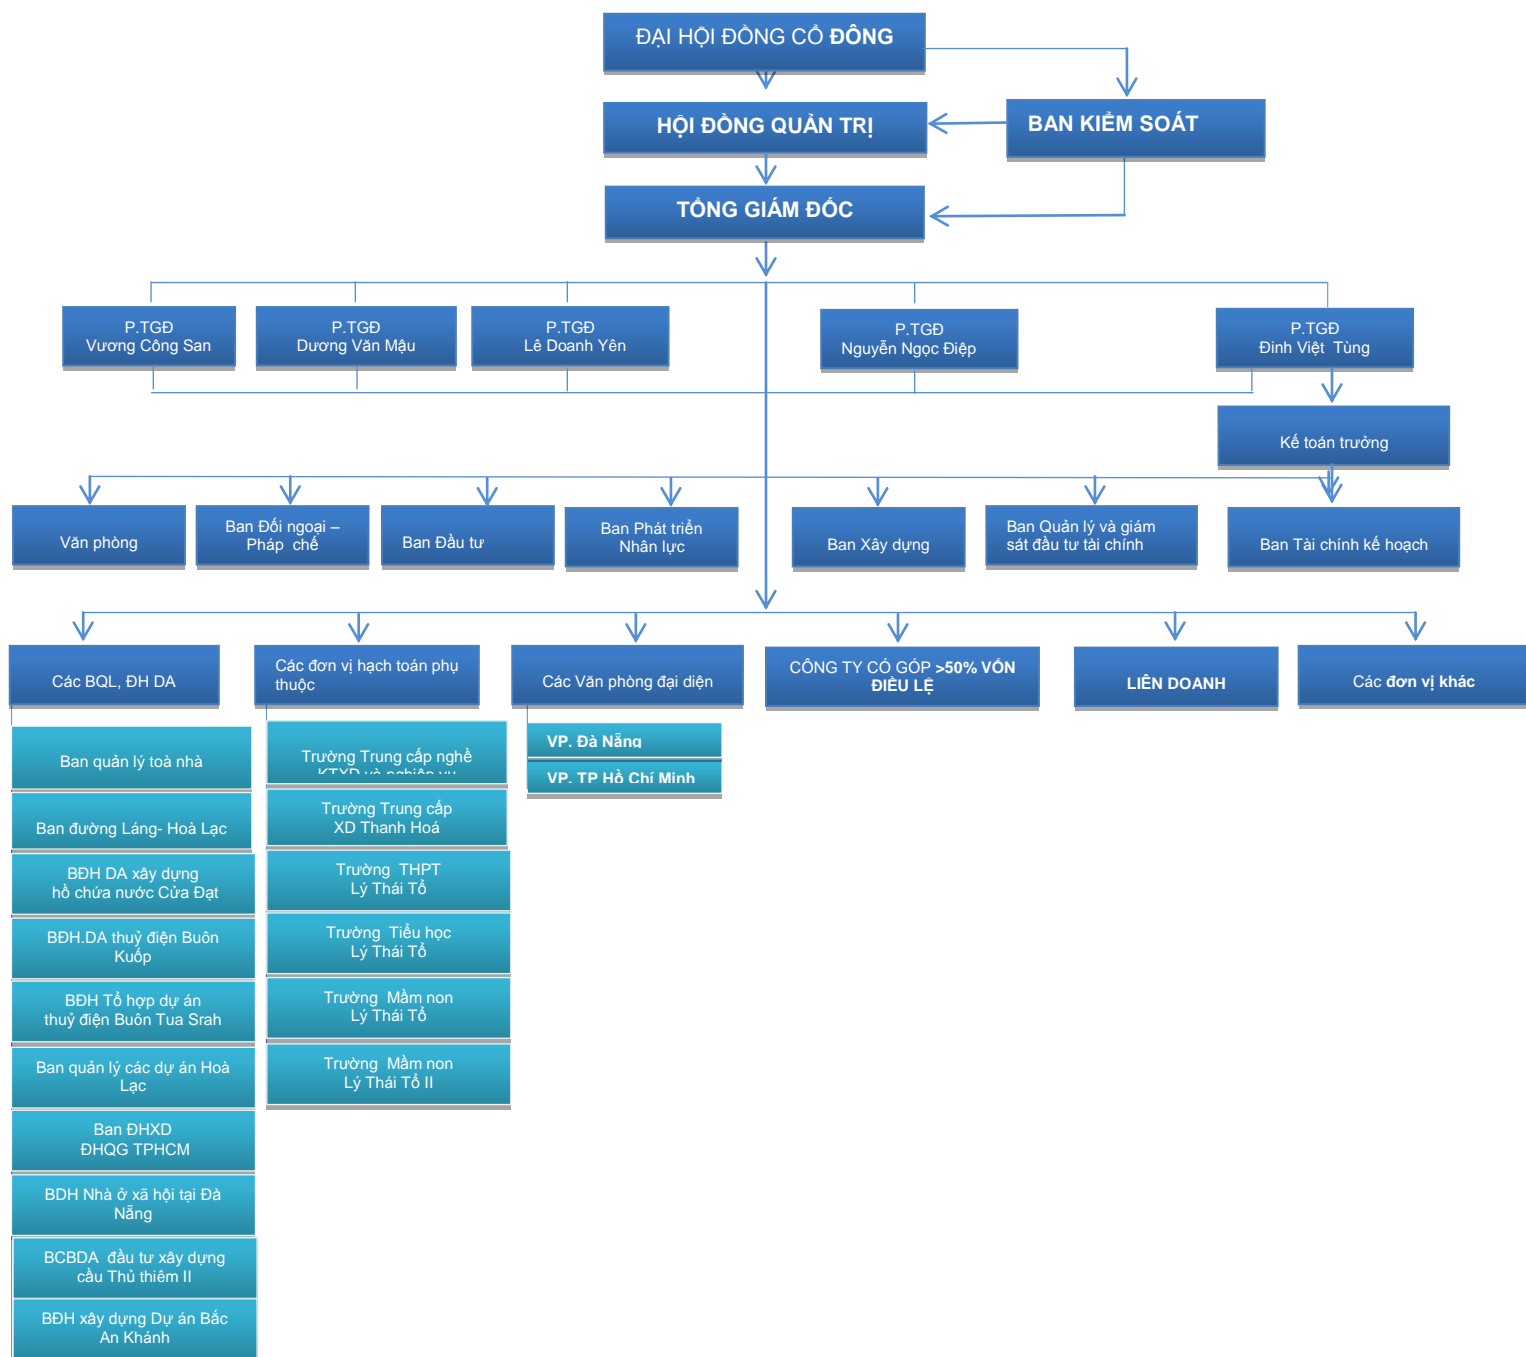 ĐẠI HỘI ĐỒNG CỔ ĐÔNG
HỘI ĐỒNG QUẢN TRỊ
BAN KIỂM SOÁT
TỔNG GIÁM ĐỐC
P.TGĐ
Vương Công San
P.TGĐ
Dương Văn Mậu
P.TGĐ
Lê Doanh Yên
P.TGĐ
Nguyễn Ngọc Điệp
P.TGĐ
Đinh Việt Tùng
Kế toán trưởng
Văn phòng
Ban Đối ngoại –
Pháp chế
Ban Đầu tư
Ban Phát triển
Nhân lực
Ban Xây dựng
Ban Quản lý và giám
sát đầu tư tài chính
Ban Tài chính kế hoạch
Các BQL, ĐH DA
Các đơn vị hạch toán phụ
thuộc
Các Văn phòng đại diện
CÔNG TY CÓ GÓP >50% VỐN
ĐIỀU LỆ
LIÊN DOANH
Các đơn vị khác
Ban quản lý toà nhà
Ban đường Láng- Hoà Lạc
BĐH DA xây dựng
hồ chứa nước Cửa Đạt
BĐH.DA thuỷ điện Buôn
Kuốp
BĐH Tổ hợp dự án
thuỷ điện Buôn Tua Srah
Ban quản lý các dự án Hoà
Lạc
Ban ĐHXD
ĐHQG TPHCM
BDH Nhà ở xã hội tại Đà
Nẵng
BCBDA đầu tư xây dựng
cầu Thủ thiêm II
BĐH xây dựng Dự án Bắc
An Khánh
Trường Trung cấp nghề
KTXD và nghiệp vụ
Trường Trung cấp
XD Thanh Hoá
Trường THPT
Lý Thái Tổ
Trường Tiểu học
Lý Thái Tổ
Trường Mầm non
Lý Thái Tổ
Trường Mầm non
Lý Thái Tổ II
VP. Đà Nẵng
VP. TP Hồ Chí Minh